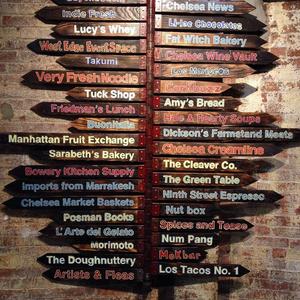 Indie Fresh
Lucy's Whey
West Edge Event Space
Takumi
Very Fresh Noodle
Tuck Shop
Friedman's Lunch
Buon Italia
Manhattan Fruit Exchange
Sarabeth's Bakery
Bowery Kitchen Supply
Imports from Marrakesh
Chelsea Market Baskets
Posman Books
L'Arte del Gelato
Morimoto
The Doughnuttery
Artists & Fleas
Chelsea News
Li-Lac Chocolates
Fat Witch Bakery
Chelsea Wine Vault
Los Mariscos
Amy's Bread
Hale & Hearty Soups
Dickson's Farmstand Meats
Chelsea Creamline
The Cleaver Co.
The Green Table
Ninth Street Espresso
Nut box
Spices and Tease
Num Pang
Mokbar
Los Tacos No. 1